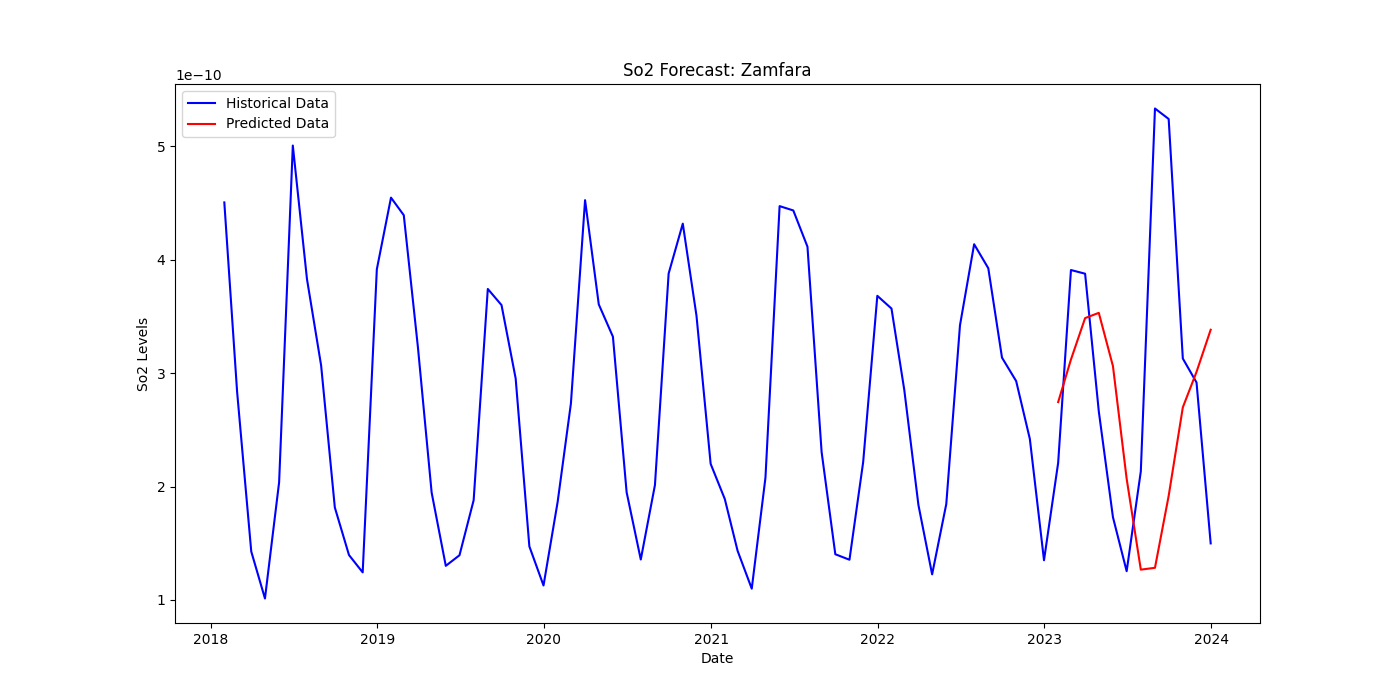 So2 Forecast: Zamfara
1e−10
Historical Data
Predicted Data
5
4
3
2
1
So2 Levels
2018 2019 2020 2021 2022 2023 2024
Date